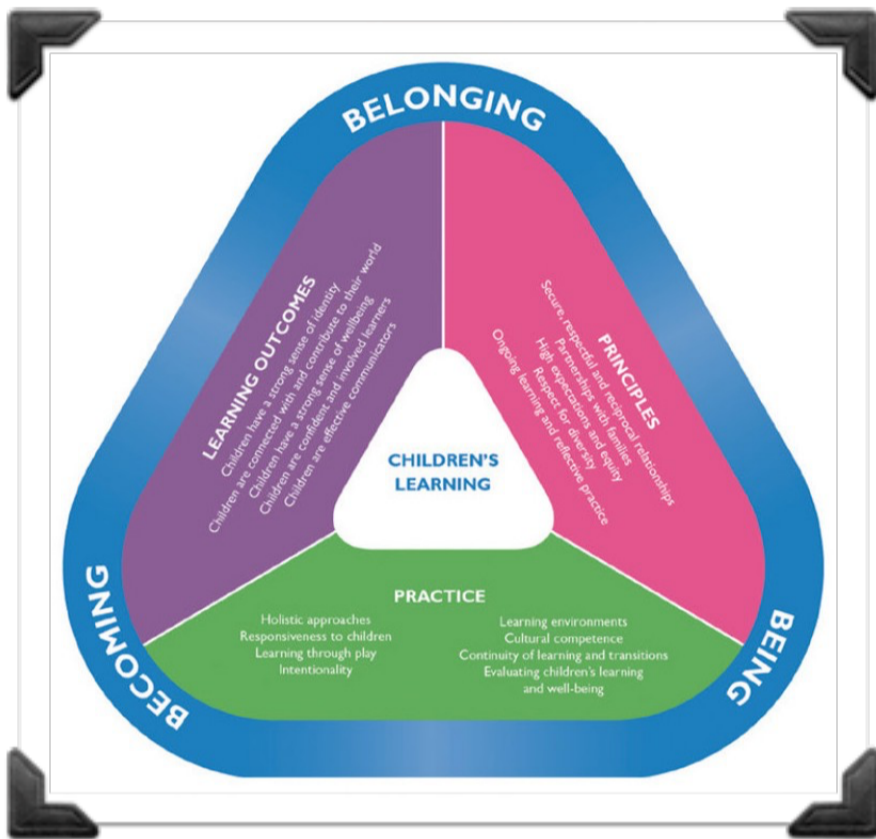 BELONGING
LEARNING OUTCOMES
Children have a strong sense of identity
Children are connected with and contribute to their world
Children have a strong sense of wellbeing
Children are confident and involved learners
Children are effective communicators
PRINCIPLES
Secure, respectful and reciprocal relationships
Partnerships with families
High expectations and equity
Respect for diversity
Ongoing learning and reflective practice
CHILDREN'S
LEARNING
PRACTICE
Holistic approaches
Responsiveness to children
Learning through play
Intentionality
Learning environments
Cultural competence
Continuity of learning and transitions
Evaluating children's learning
and well-being
BECOMING
BEING